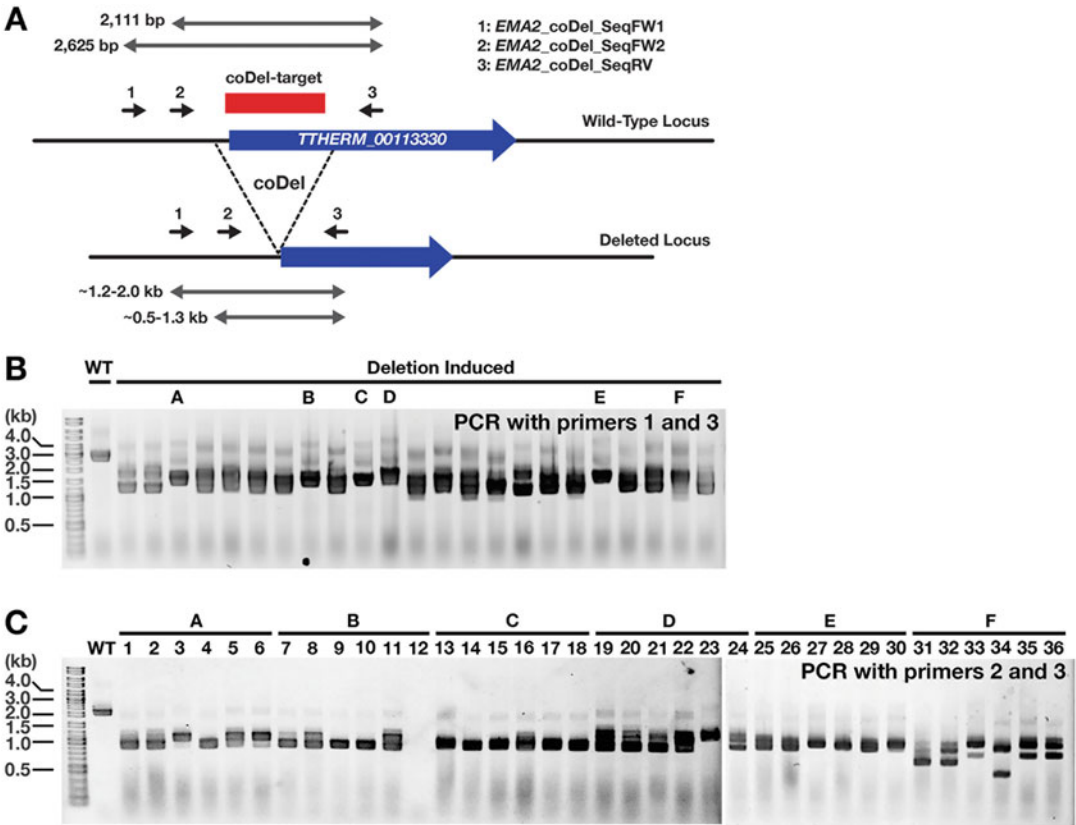 A
2,111 bp
2,625 bp
1: EMA2_coDel_SeqFW1
2: EMA2_coDel_SeqFW2
3: EMA2_coDel_SeqRV
coDel-target
1 2 3
Wild-Type Locus
TTHERM_00113330
coDel
1 2 3
Deleted Locus
~1.2-2.0 kb
~0.5-1.3 kb
B
WT Deletion Induced
A B C D E F
(kb) PCR with primers 1 and 3
4.0
3.0
2.0
1.5
1.0
0.5
C
A B C D E F
WT 1 2 3 4 5 6 7 8 9 10 11 12 13 14 15 16 17 18 19 20 21 22 23 24 25 26 27 28 29 30 31 32 33 34 35 36
(kb) PCR with primers 2 and 3
4.0
3.0
2.0
1.5
1.0
0.5